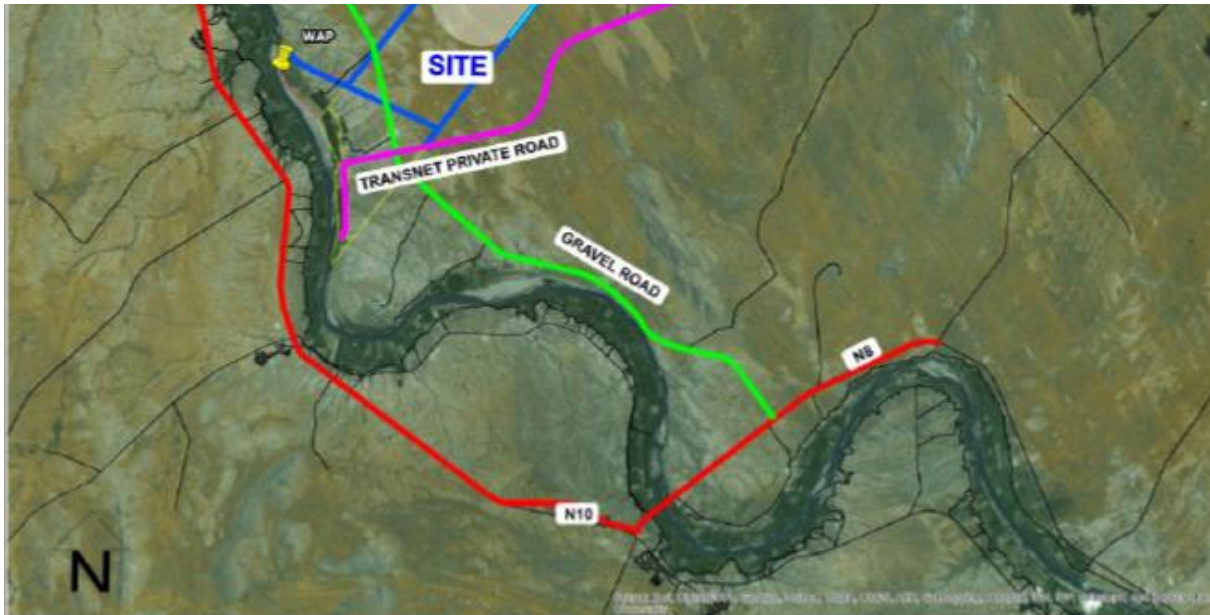 WAP
SITE
TRANSNET PRIVATE ROAD
GRAVEL ROAD
N8
N10
N